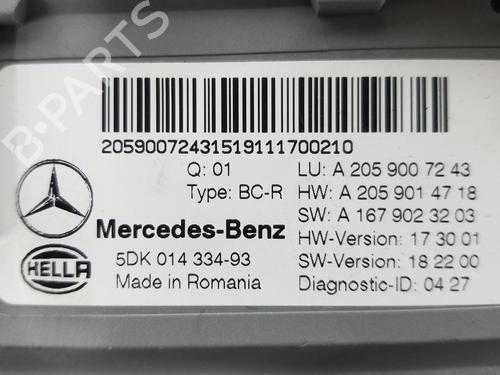 20590072431519111700210
Q: 01
LU: A 205 900 72 43
Type: BC-R
HW: A 205 901 47 18
SW: A 167 902 32 03
Mercedes-Benz
HW-Version: 17 30 01
HELLA
5DK 014 334-93
SW-Version: 18 22 00
Made in Romania
Diagnostic-ID: 04 27
B-PARTS